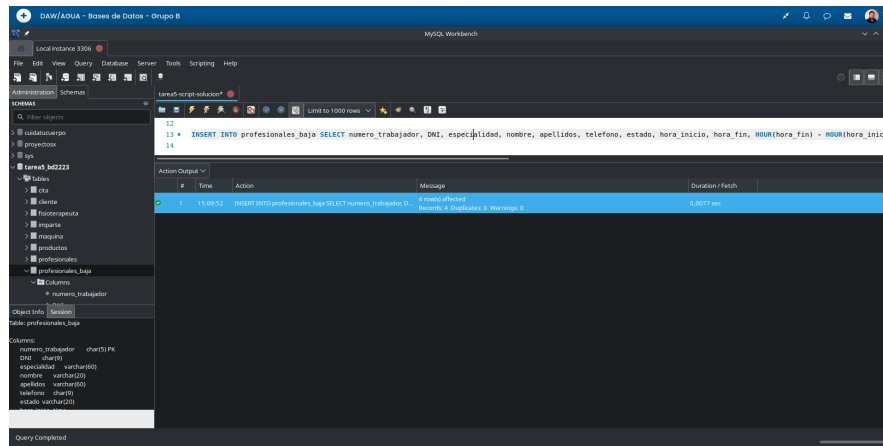 DAW/AGUA - Bases de Datos - Grupo B
MySQL Workbench
Local instance 3306
File Edit View Query Database Server Tools Scripting Help
Administration Schemas
tarea5-script-solucion*
SCHEMAS
Filter objects
Limit to 1000 rows
cuidatucuerpo
proyectosx
sys
tarea5_bd2223
Tables
cita
cliente
fisioterapeuta
imparte
maquina
productos
profesionales
profesionales_baja
Columns
numero_trabajador
12
13 INSERT INTO profesionales_baja SELECT numero_trabajador, DNI, especialidad, nombre, apellidos, telefono, estado, hora_inicio, hora_fin, HOUR(hora_fin) - HOUR(hora_inic
14
Action Output
# Time Action Message Duration / Fetch
1 15:09:52 INSERT INTO profesionales_baja SELECT numero_trabajador, D... 4 row(s) affected
Records: 4 Duplicates: 0 Warnings: 0
0,0077 sec
Object Info Session
Table: profesionales_baja
Columns:
numero_trabajador char(5) PK
DNI char(9)
especialidad varchar(60)
nombre varchar(20)
apellidos varchar(60)
telefono char(9)
estado varchar(20)
Query Completed